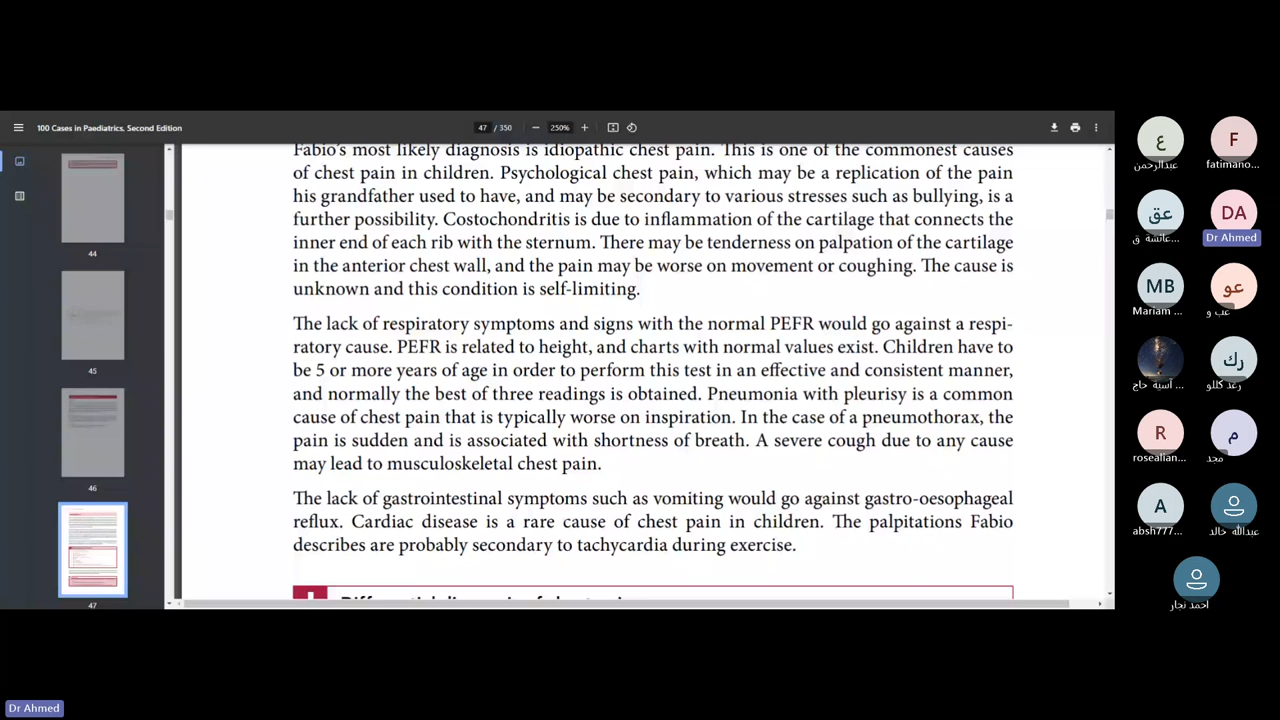 100 Cases in Paediatrics, Second Edition
47 / 350
250%
44
45
46
47
Fabio's most likely diagnosis is idiopathic chest pain. This is one of the commonest causes
of chest pain in children. Psychological chest pain, which may be a replication of the pain
his grandfather used to have, and may be secondary to various stresses such as bullying, is a
further possibility. Costochondritis is due to inflammation of the cartilage that connects the
inner end of each rib with the sternum. There may be tenderness on palpation of the cartilage
in the anterior chest wall, and the pain may be worse on movement or coughing. The cause is
unknown and this condition is self-limiting.
The lack of respiratory symptoms and signs with the normal PEFR would go against a respi-
ratory cause. PEFR is related to height, and charts with normal values exist. Children have to
be 5 or more years of age in order to perform this test in an effective and consistent manner,
and normally the best of three readings is obtained. Pneumonia with pleurisy is a common
cause of chest pain that is typically worse on inspiration. In the case of a pneumothorax, the
pain is sudden and is associated with shortness of breath. A severe cough due to any cause
may lead to musculoskeletal chest pain.
The lack of gastrointestinal symptoms such as vomiting would go against gastro-oesophageal
reflux. Cardiac disease is a rare cause of chest pain in children. The palpitations Fabio
describes are probably secondary to tachycardia during exercise.
ع
عبدالرحمن
F
fatimano...
عق
عائشة ق...
DA
Dr Ahmed
MB
Mariam ...
عو
عب و
آسية حاج ...
رك
رعد كللو
R
rosealian...
م
مجد
A
absh777...
عبدالله خالد
احمد نجار
Dr Ahmed